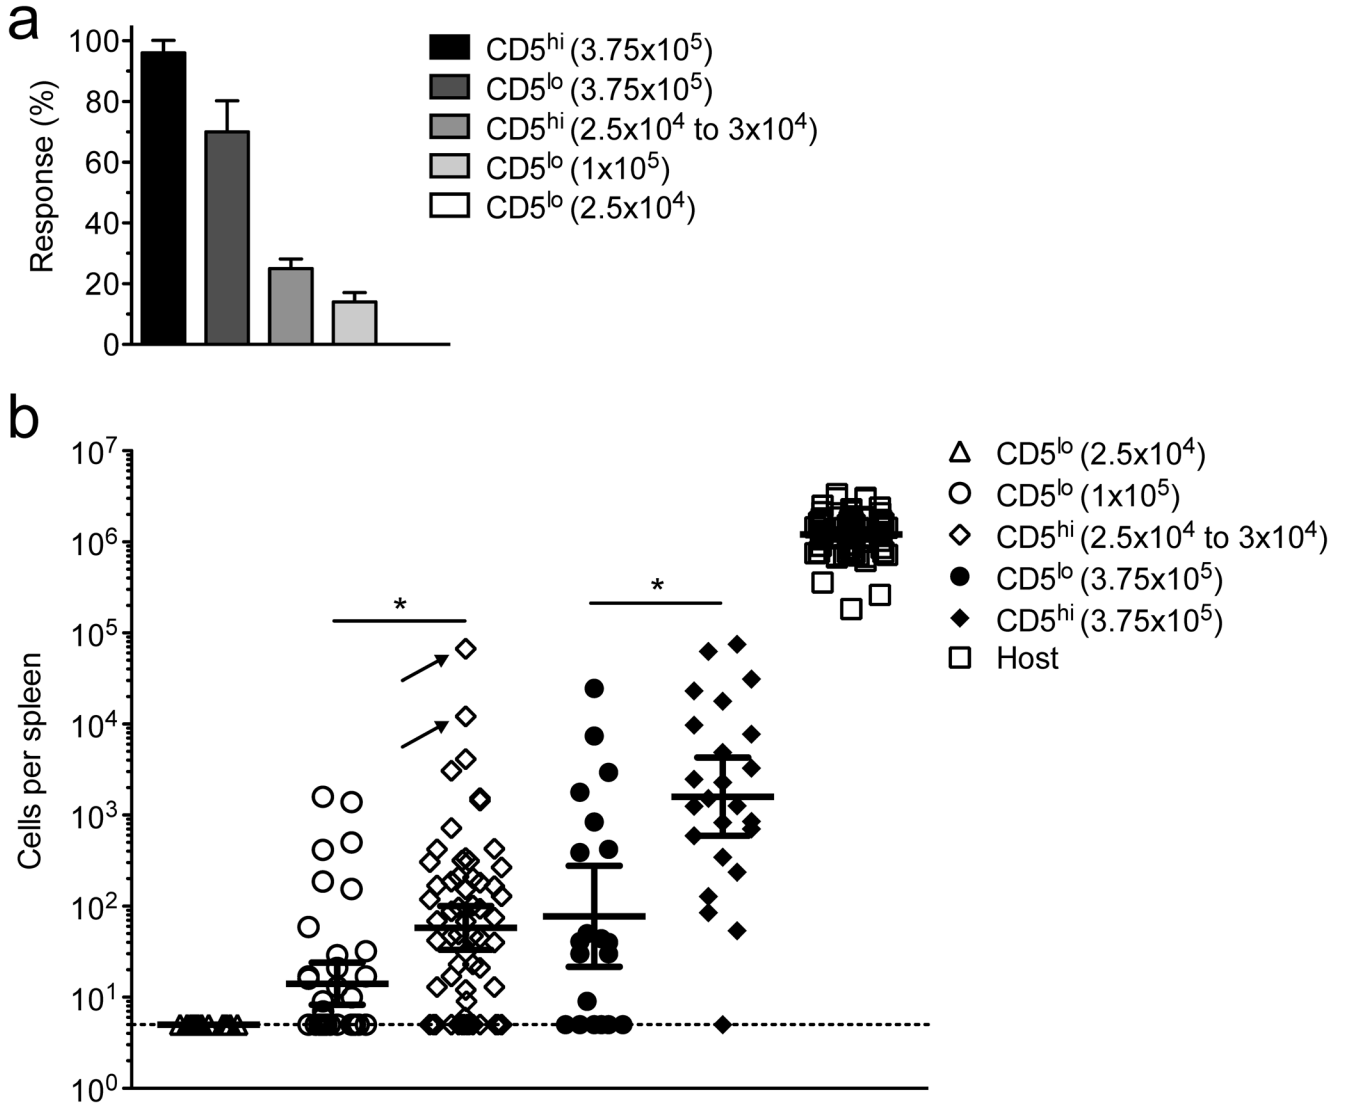 a
Response (%)
100
80
60
40
20
0
CD5hi (3.75x10⁵)
CD5lo (3.75x10⁵)
CD5hi (2.5x10⁴ to 3x10⁴)
CD5lo (1x10⁵)
CD5lo (2.5x10⁴)
b
Cells per spleen
10⁷
10⁶
10⁵
10⁴
10³
10²
10¹
10⁰
*
*
CD5lo (2.5x10⁴)
CD5lo (1x10⁵)
CD5hi (2.5x10⁴ to 3x10⁴)
CD5lo (3.75x10⁵)
CD5hi (3.75x10⁵)
Host